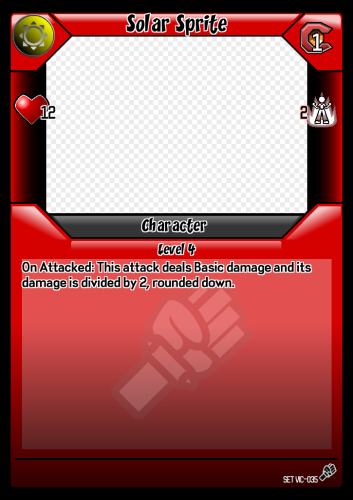 Solar Sprite
1
12
2
Character
Level 4
On Attacked: This attack deals Basic damage and its
damage is divided by 2, rounded down.
SET VIC-035